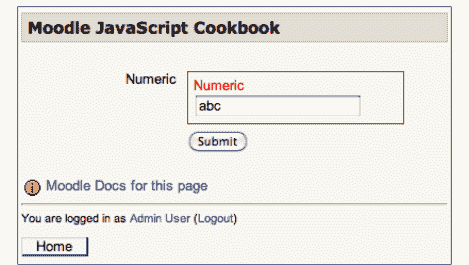 Moodle JavaScript Cookbook
Numeric
Numeric
abc
Submit
Moodle Docs for this page
You are logged in as Admin User (Logout)
Home